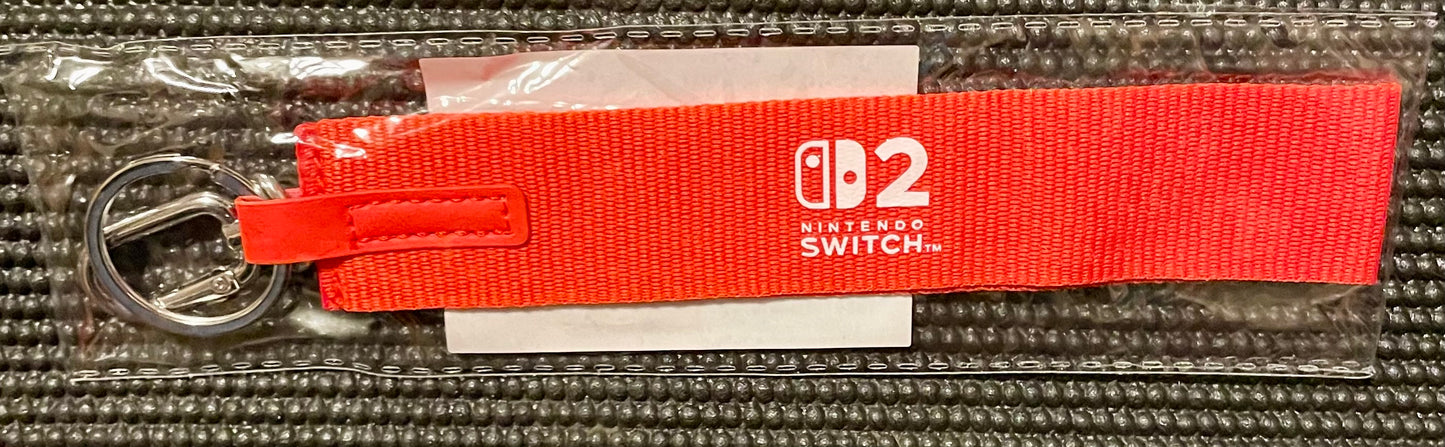 2
NINTENDO
SWITCH™